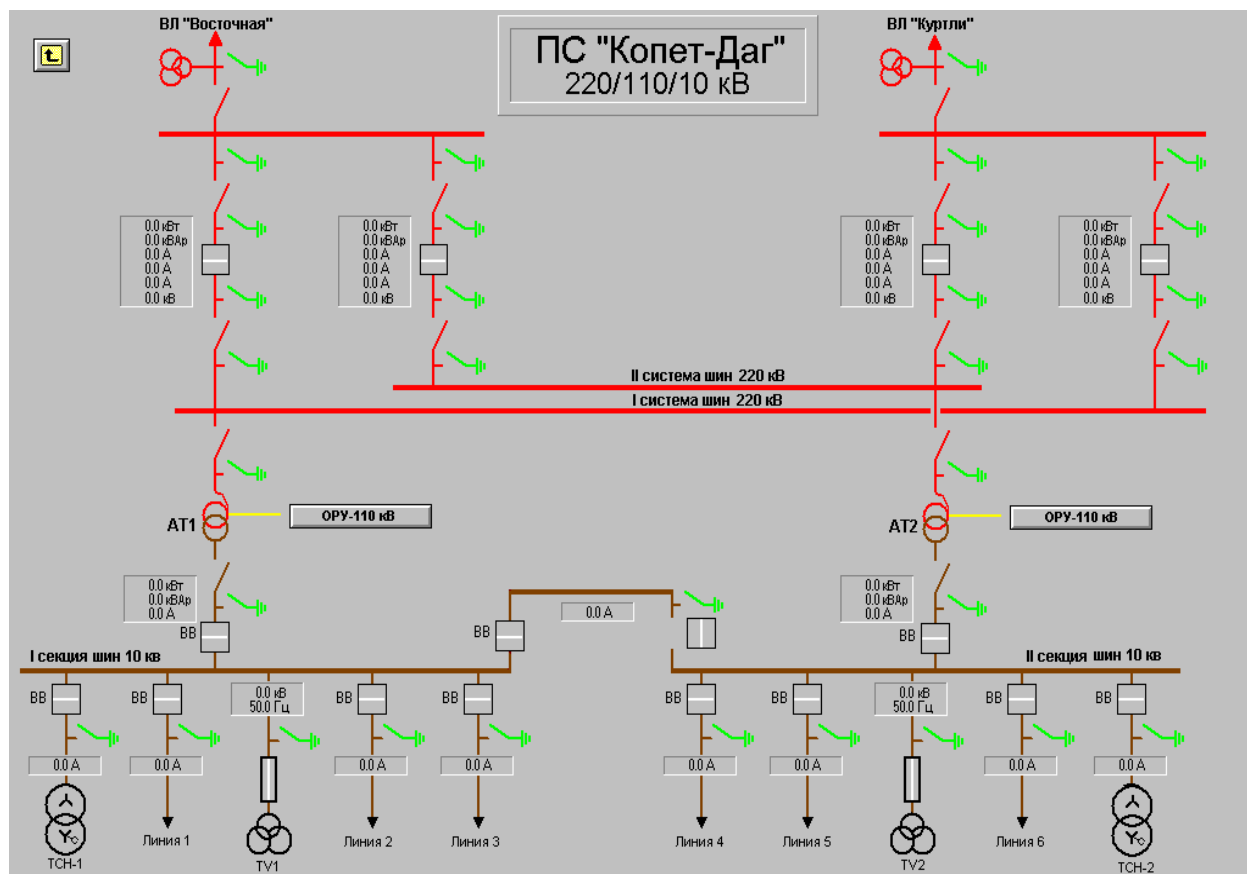 ВЛ "Восточная"
ВЛ "Куртли"
ПС "Копет-Даг"
220/110/10 кВ
0.0 кВт
0.0 кВАр
0.0 А
0.0 А
0.0 А
0.0 кВ
0.0 кВт
0.0 кВАр
0.0 А
0.0 А
0.0 А
0.0 кВ
0.0 кВт
0.0 кВАр
0.0 А
0.0 А
0.0 А
0.0 кВ
0.0 кВт
0.0 кВАр
0.0 А
0.0 А
0.0 А
0.0 кВ
II система шин 220 кВ
I система шин 220 кВ
АТ1
ОРУ-110 кВ
АТ2
ОРУ-110 кВ
0.0 кВт
0.0 кВАр
0.0 А
ВВ
0.0 А
ВВ
0.0 кВт
0.0 кВАр
0.0 А
ВВ
I секция шин 10 кв
II секция шин 10 кв
ВВ
ВВ
0.0 кВ
50.0 Гц
ВВ
ВВ
ВВ
ВВ
0.0 кВ
50.0 Гц
ВВ
ВВ
0.0 А
0.0 А
0.0 А
0.0 А
0.0 А
0.0 А
0.0 А
0.0 А
Линия 1
Линия 2
Линия 3
Линия 4
Линия 5
Линия 6
ТСН-1
TV1
TV2
ТСН-2